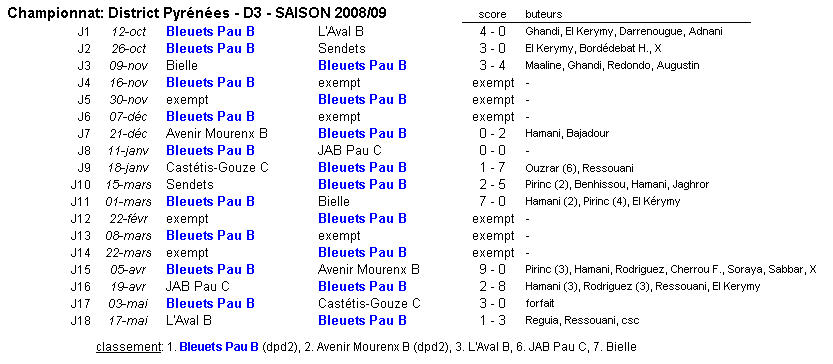 Championnat: District Pyrénées - D3 - SAISON 2008/09 score buteurs
J1 12-oct Bleuets Pau B L'Aval B 4 - 0 Ghandi, El Kerymy, Darrenougue, Adnani
J2 26-oct Bleuets Pau B Sendets 3 - 0 El Kerymy, Bordédebat H., X
J3 09-nov Bielle Bleuets Pau B 3 - 4 Maaline, Ghandi, Redondo, Augustin
J4 16-nov Bleuets Pau B exempt exempt -
J5 30-nov exempt Bleuets Pau B exempt -
J6 07-déc Bleuets Pau B exempt exempt -
J7 21-déc Avenir Mourenx B Bleuets Pau B 0 - 2 Hamani, Bajadour
J8 11-janv Bleuets Pau B JAB Pau C 0 - 0 -
J9 18-janv Castétis-Gouze C Bleuets Pau B 1 - 7 Ouzrar (6), Ressouani
J10 15-mars Sendets Bleuets Pau B 2 - 5 Pirinc (2), Benhissou, Hamani, Jaghror
J11 01-mars Bleuets Pau B Bielle 7 - 0 Hamani (2), Pirinc (4), El Kérymy
J12 22-févr exempt Bleuets Pau B exempt -
J13 08-mars Bleuets Pau B exempt exempt -
J14 22-mars exempt Bleuets Pau B exempt -
J15 05-avr Bleuets Pau B Avenir Mourenx B 9 - 0 Pirinc (3), Hamani, Rodriguez, Cherrou F., Soraya, Sabbar, X
J16 19-avr JAB Pau C Bleuets Pau B 2 - 8 Hamani (3), Rodriguez (3), Ressouani, El Kerymy
J17 03-mai Bleuets Pau B Castétis-Gouze C 3 - 0 forfait
J18 17-mai L'Aval B Bleuets Pau B 1 - 3 Reguia, Ressouani, csc
classement: 1. Bleuets Pau B (dpd2), 2. Avenir Mourenx B (dpd2), 3. L'Aval B, 6. JAB Pau C, 7. Bielle